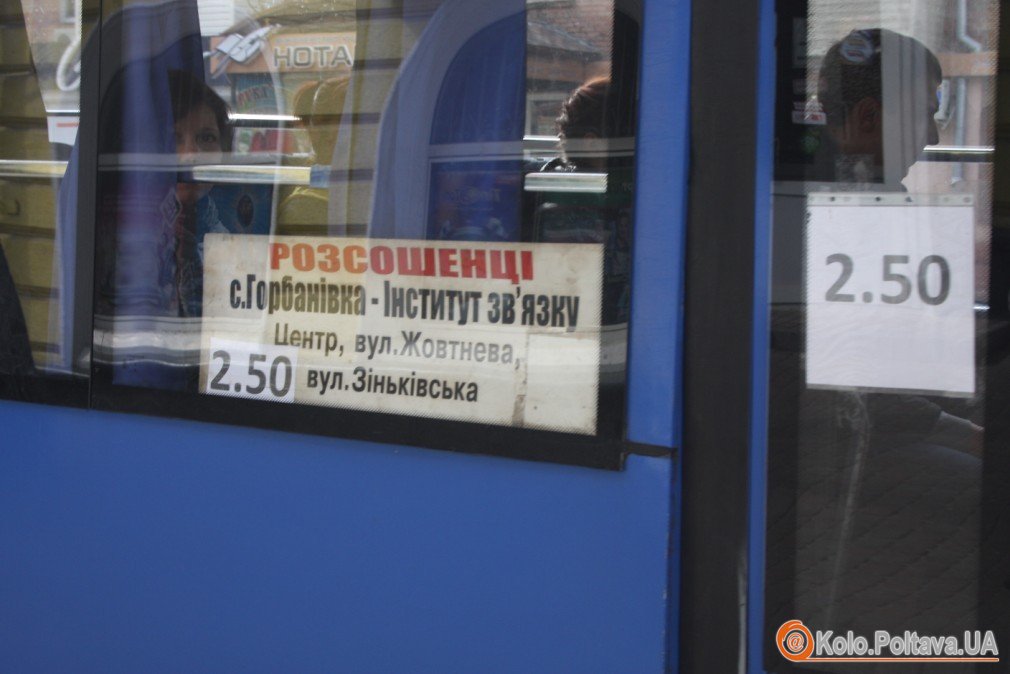 НОТА
РОЗСОШЕНЦІ
с.Горбанівка - Інститут зв'язку
Центр, вул.Жовтнева,
2.50 вул.Зіньківська
2.50
Kolo.Poltava.UA